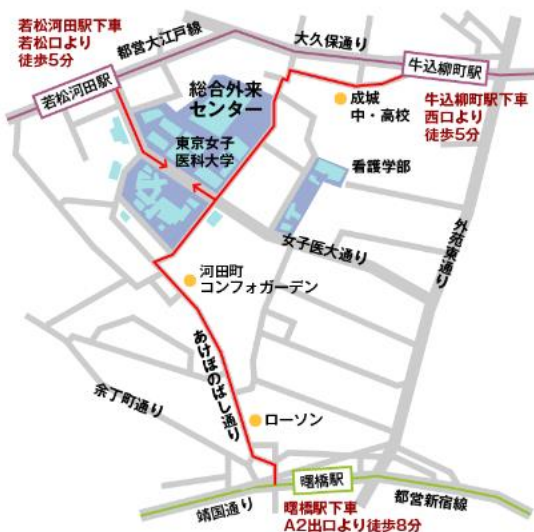 若松河田駅下車
若松口より
徒歩5分
都営大江戸線
大久保通り
若松河田駅
牛込柳町駅
総合外来
センター
成城
中・高校
牛込柳町駅下車
西口より
徒歩5分
東京女子
医科大学
看護学部
外苑東通り
女子医大通り
河田町
コンフォガーデン
あけぼのばし通り
余丁町通り
ローソン
曙橋駅
靖国通り
都営新宿線
曙橋駅下車
A2出口より徒歩8分